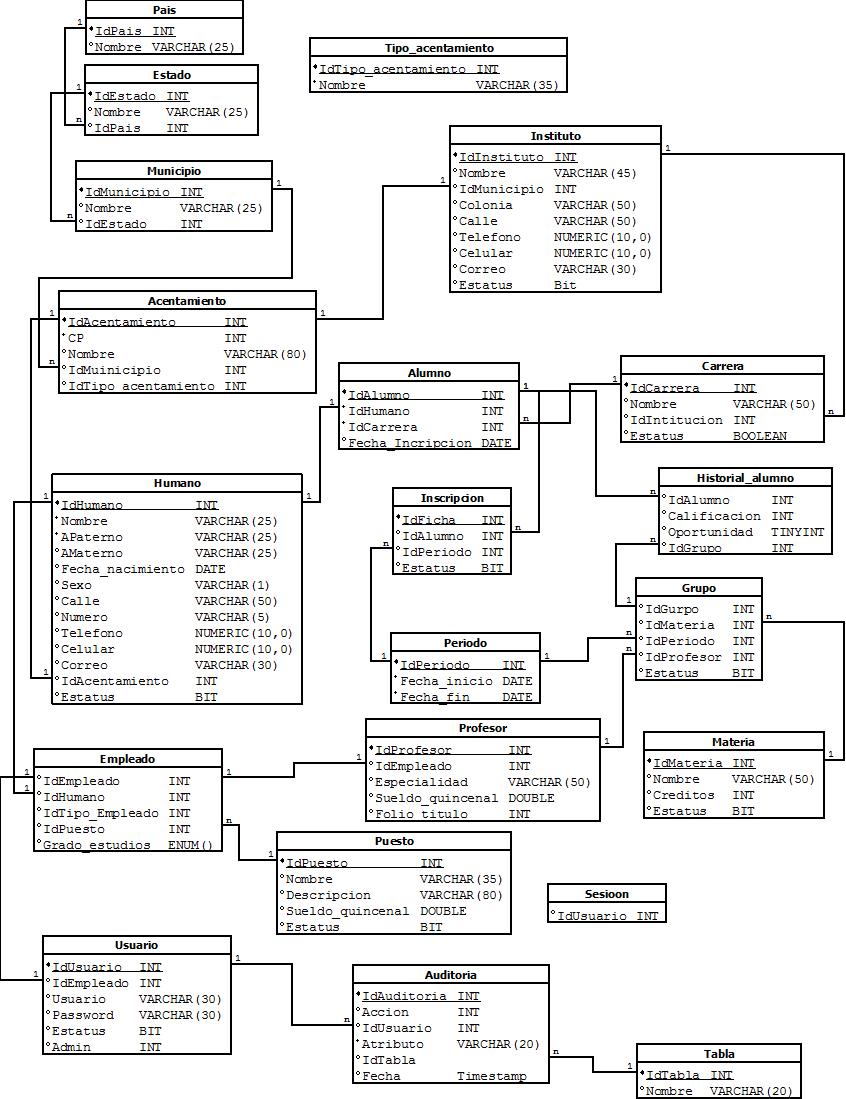 Pais
IdPais INT
Nombre VARCHAR(25)
Tipo_acentamiento
IdTipo_acentamiento INT
Nombre VARCHAR(35)
Estado
IdEstado INT
Nombre VARCHAR(25)
IdPais INT
Instituto
IdInstituto INT
Nombre VARCHAR(45)
IdMunicipio INT
Colonia VARCHAR(50)
Calle VARCHAR(50)
Telefono NUMERIC(10,0)
Celular NUMERIC(10,0)
Correo VARCHAR(30)
Estatus Bit
Municipio
IdMunicipio INT
Nombre VARCHAR(25)
IdEstado INT
Acentamiento
IdAcentamiento INT
CP INT
Nombre VARCHAR(80)
IdMuinicipio INT
IdTipo_acentamiento INT
Alumno
IdAlumno INT
IdHumano INT
IdCarrera INT
Fecha_Incripcion DATE
Carrera
IdCarrera INT
Nombre VARCHAR(50)
IdIntitucion INT
Estatus BOOLEAN
Humano
IdHumano INT
Nombre VARCHAR(25)
APaterno VARCHAR(25)
AMaterno VARCHAR(25)
Fecha_nacimiento DATE
Sexo VARCHAR(1)
Calle VARCHAR(50)
Numero VARCHAR(5)
Telefono NUMERIC(10,0)
Celular NUMERIC(10,0)
Correo VARCHAR(30)
IdAcentamiento INT
Estatus BIT
Inscripcion
IdFicha INT
IdAlumno INT
IdPeriodo INT
Estatus BIT
Historial_alumno
IdAlumno INT
Calificacion INT
Oportunidad TINYINT
IdGrupo INT
Grupo
IdGurpo INT
IdMateria INT
IdPeriodo INT
IdProfesor INT
Estatus BIT
Periodo
IdPeriodo INT
Fecha_inicio DATE
Fecha_fin DATE
Profesor
IdProfesor INT
IdEmpleado INT
Especialidad VARCHAR(50)
Sueldo_quincenal DOUBLE
Folio_titulo INT
Materia
IdMateria INT
Nombre VARCHAR(50)
Creditos INT
Estatus BIT
Empleado
IdEmpleado INT
IdHumano INT
IdTipo_Empleado INT
IdPuesto INT
Grado_estudios ENUM()
Puesto
IdPuesto INT
Nombre VARCHAR(35)
Descripcion VARCHAR(80)
Sueldo_quincenal DOUBLE
Estatus BIT
Sesioon
IdUsuario INT
Usuario
IdUsuario INT
IdEmpleado INT
Usuario VARCHAR(30)
Password VARCHAR(30)
Estatus BIT
Admin INT
Auditoria
IdAuditoria INT
Accion INT
IdUsuario INT
Atributo VARCHAR(20)
IdTabla
Fecha Timestamp
Tabla
IdTabla INT
Nombre VARCHAR(20)